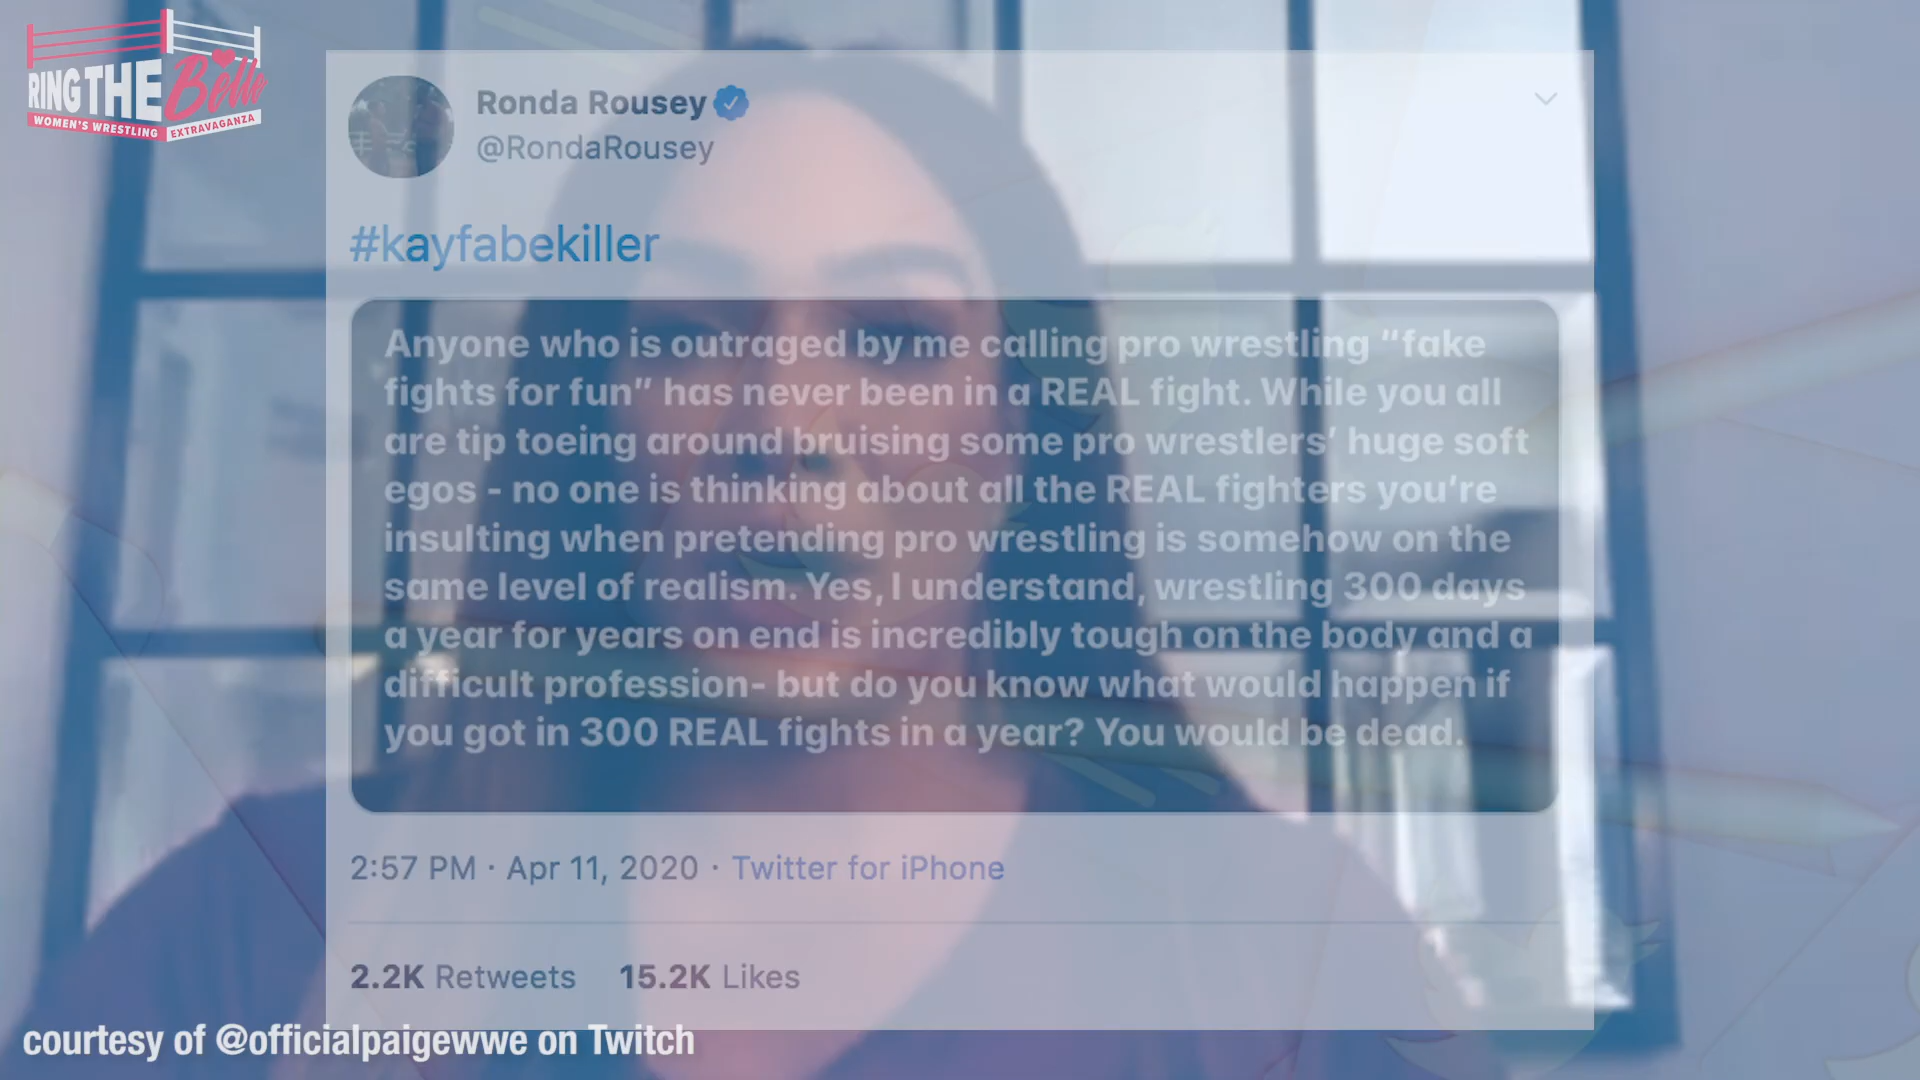 RING THE Belle
WOMEN'S WRESTLING EXTRAVAGANZA
Ronda Rousey
@RondaRousey
#kayfabekiller
Anyone who is outraged by me calling pro wrestling “fake
fights for fun” has never been in a REAL fight. While you all
are tip toeing around bruising some pro wrestlers’ huge soft
egos - no one is thinking about all the REAL fighters you’re
insulting when pretending pro wrestling is somehow on the
same level of realism. Yes, I understand, wrestling 300 days
a year for years on end is incredibly tough on the body and a
difficult profession- but do you know what would happen if
you got in 300 REAL fights in a year? You would be dead.
2:57 PM · Apr 11, 2020 · Twitter for iPhone
2.2K Retweets 15.2K Likes
courtesy of @officialpaigewwe on Twitch